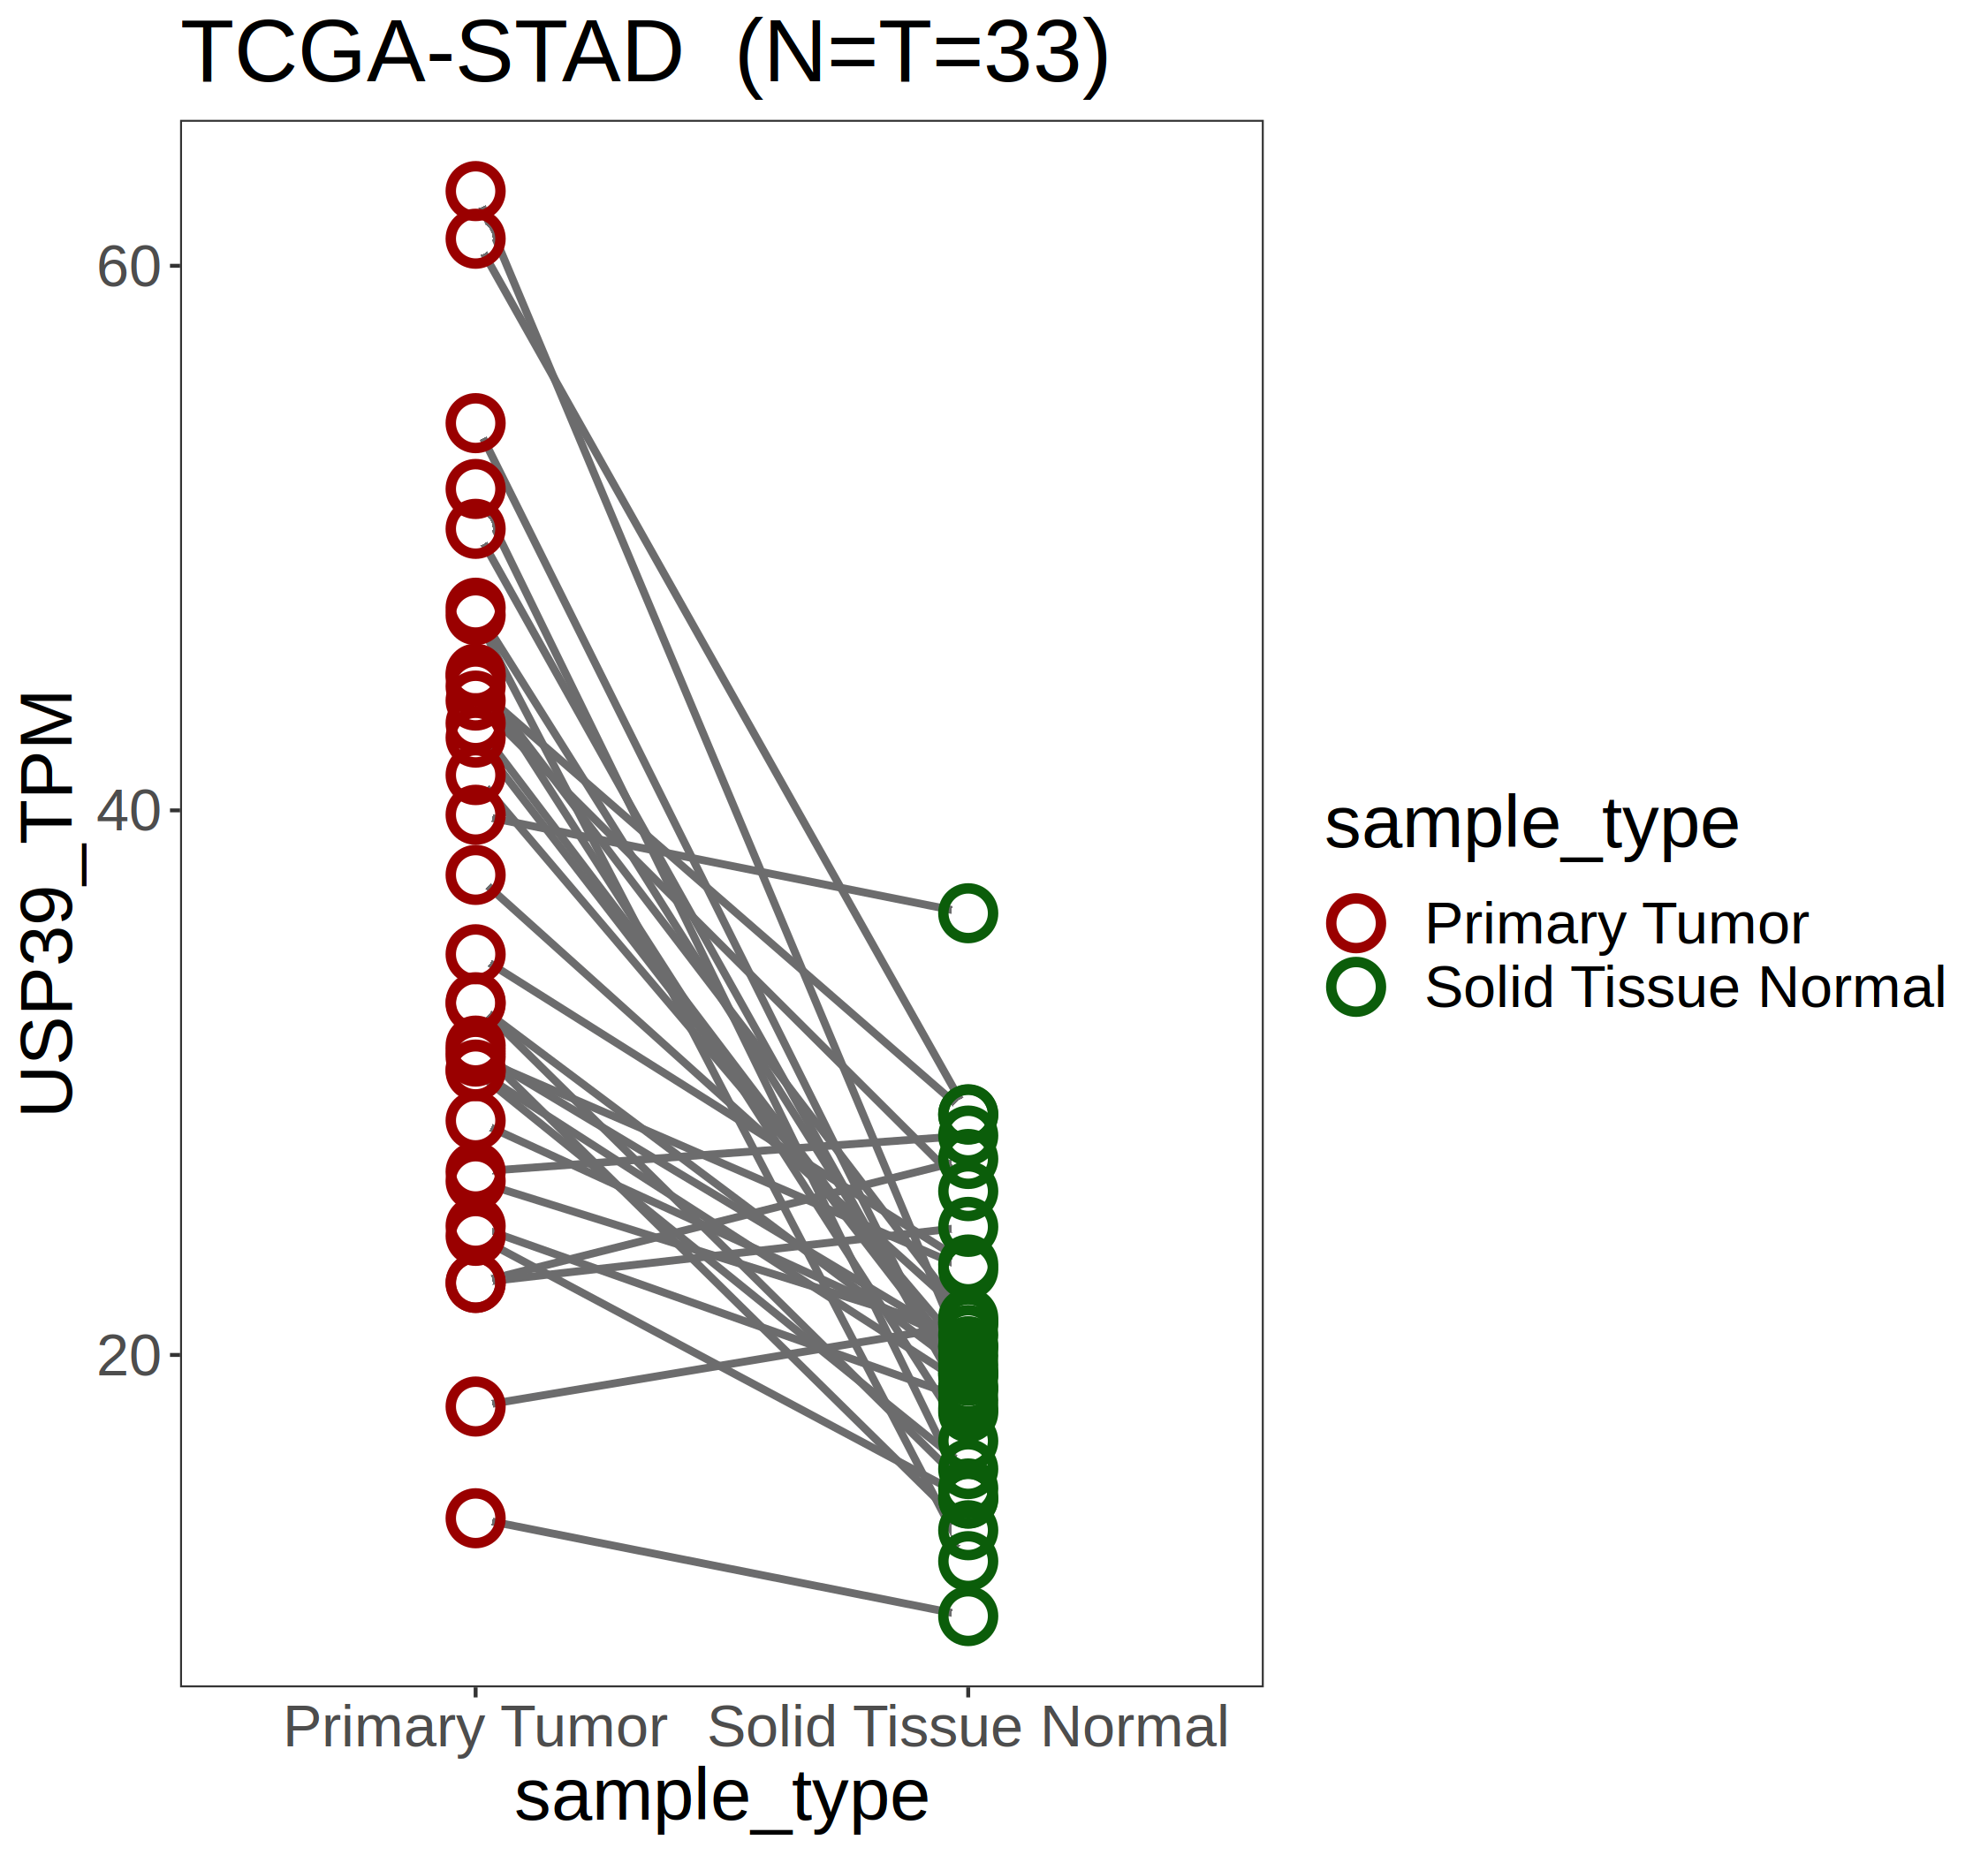 TCGA-STAD  (N=T=33)
USP39_TPM
60
40
20
Primary Tumor
Solid Tissue Normal
sample_type
sample_type
Primary Tumor
Solid Tissue Normal